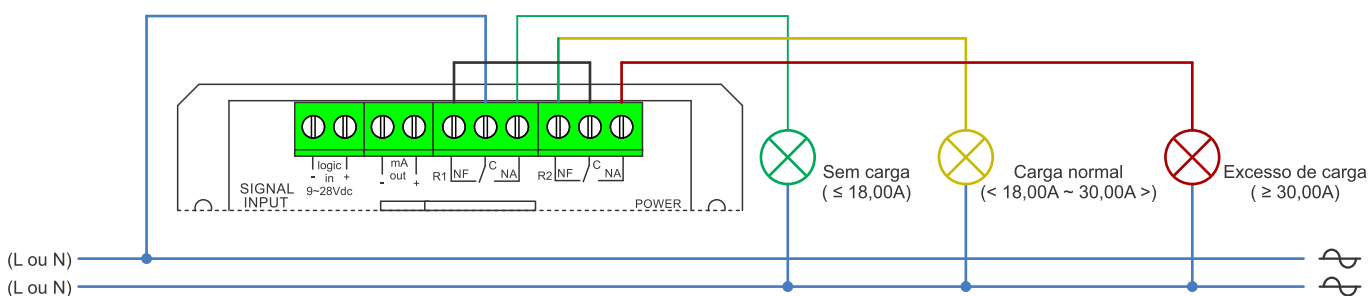 logic
- in +
9~28Vdc
mA
out
- +
R1 NF C NA
R2 NF C NA
SIGNAL
INPUT
POWER
Sem carga
( ≤ 18,00A)
Carga normal
(< 18,00A ~ 30,00A >)
Excesso de carga
( ≥ 30,00A)
(L ou N)
(L ou N)